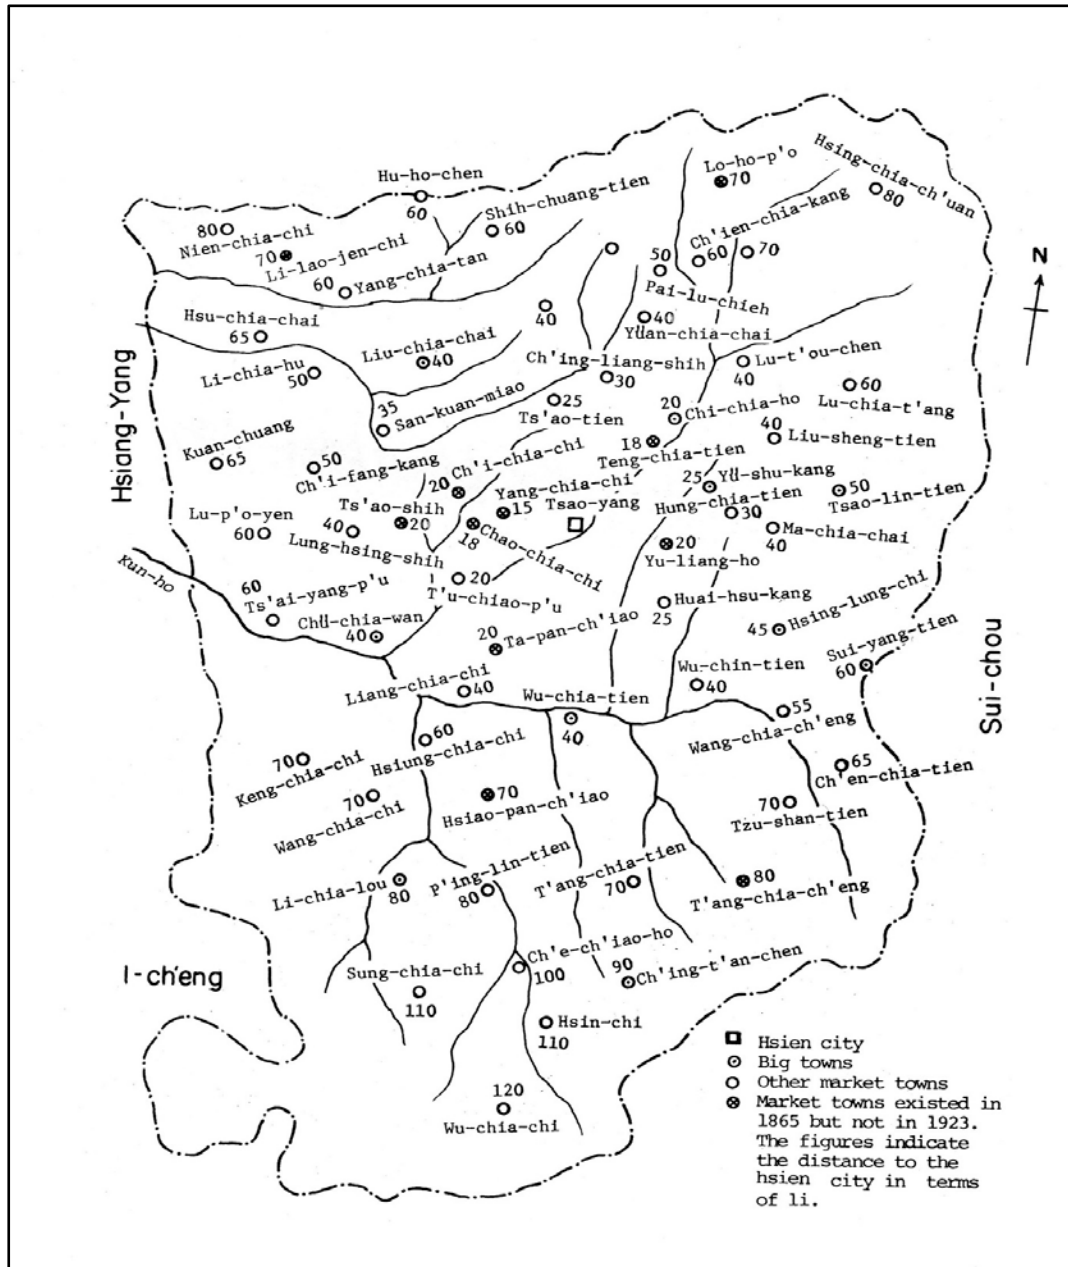 Hu-ho-chen
60
Shih-chuang-tien
60
Lo-ho-p'o
70
Hsing-chia-ch'uan
80
80
Nien-chia-chi
70
Li-lao-jen-chi
60
Yang-chia-tan
Ch'ien-chia-kang
60
70
50
Pai-lu-chieh
N
Hsu-chia-chai
65
40
40
Yüan-chia-chai
Liu-chia-chai
40
Ch'ing-liang-shih
30
Lu-t'ou-chen
40
Li-chia-hu
50
60
Lu-chia-t'ang
35
San-kuan-miao
25
Ts'ao-tien
20
Chi-chia-ho
18
Teng-chia-tien
40
Liu-sheng-tien
Hsiang-Yang
Kuan-chuang
65
50
Ch'i-fang-kang
Ch'i-chia-chi
20
Yang-chia-chi
15
Tsao-yang
25
Yü-shu-kang
Hung-chia-tien
30
50
Tsao-lin-tien
Lu-p'o-yen
60
Ts'ao-shih
20
40
Lung-hsing-shih
18
Chao-chia-chi
Ma-chia-chai
40
20
Yu-liang-ho
Kun-ho
60
Ts'ai-yang-p'u
20
T'u-chiao-p'u
Huai-hsu-kang
25
Hsing-lung-chi
45
Chü-chia-wan
40
20
Ta-pan-ch'iao
Sui-yang-tien
60
Sui-chou
Liang-chia-chi
40
Wu-chia-tien
40
Wu-chin-tien
40
55
Wang-chia-ch'eng
60
Hsiung-chia-chi
70
Keng-chia-chi
65
Ch'en-chia-tien
70
Wang-chia-chi
70
Hsiao-pan-ch'iao
70
Tzu-shan-tien
Li-chia-lou
80
P'ing-lin-tien
80
T'ang-chia-tien
70
80
T'ang-chia-ch'eng
I-ch'eng
Sung-chia-chi
110
Ch'e-ch'iao-ho
100
90
Ch'ing-t'an-chen
Hsin-chi
110
120
Wu-chia-chi
Hsien city
Big towns
Other market towns
Market towns existed in
1865 but not in 1923.
The figures indicate
the distance to the
hsien city in terms
of li.